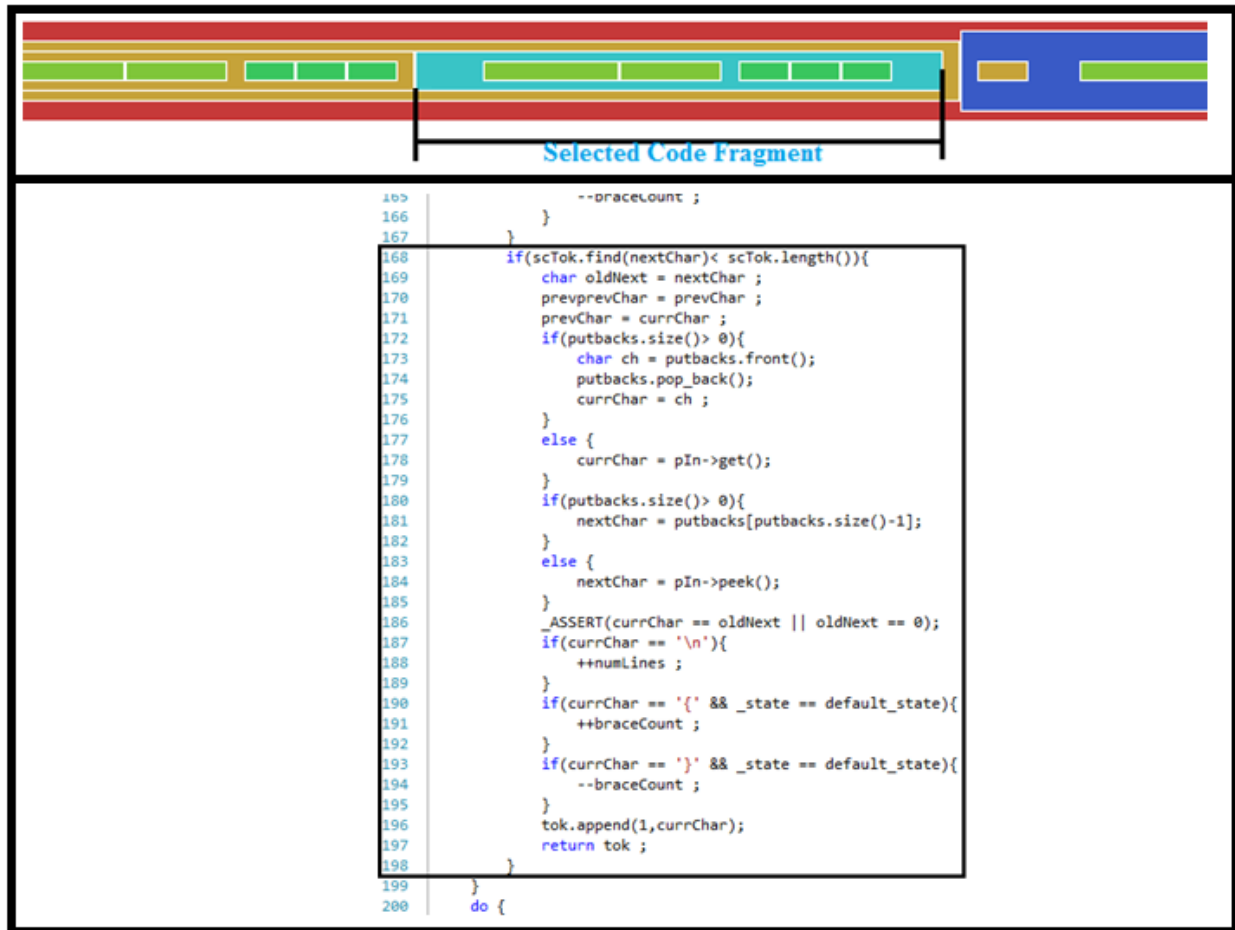 Selected Code Fragment
165 --braceCount ;
166 }
167 }
168 if(scTok.find(nextChar)< scTok.length()){
169 char oldNext = nextChar ;
170 prevprevChar = prevChar ;
171 prevChar = currChar ;
172 if(putbacks.size()> 0){
173 char ch = putbacks.front();
174 putbacks.pop_back();
175 currChar = ch ;
176 }
177 else {
178 currChar = pIn->get();
179 }
180 if(putbacks.size()> 0){
181 nextChar = putbacks[putbacks.size()-1];
182 }
183 else {
184 nextChar = pIn->peek();
185 }
186 _ASSERT(currChar == oldNext || oldNext == 0);
187 if(currChar == '\n'){
188 ++numLines ;
189 }
190 if(currChar == '{' && _state == default_state){
191 ++braceCount ;
192 }
193 if(currChar == '}' && _state == default_state){
194 --braceCount ;
195 }
196 tok.append(1,currChar);
197 return tok ;
198 }
199 }
200 do {